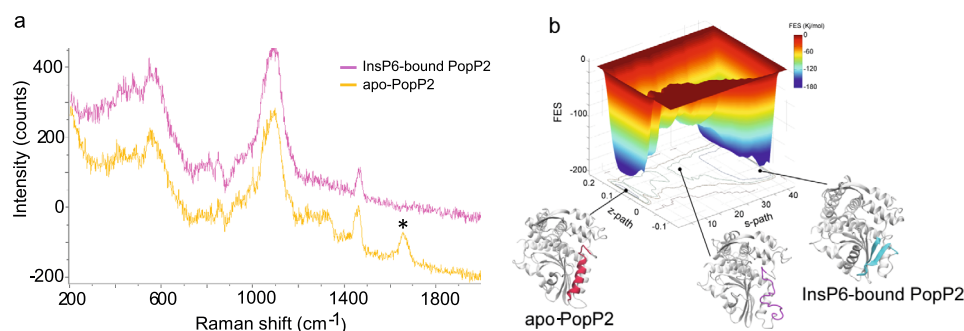 a
Intensity (counts)
400
200
0
-200
200
600
1000
1400
1800
Raman shift (cm-1)
InsP6-bound PopP2
apo-PopP2
*
b
FES (Kj/mol)
0
-60
-120
-180
FES
0
-100
-200
0.2
0.1
0
-0.1
z-path
10
20
30
40
s-path
apo-PopP2
InsP6-bound PopP2